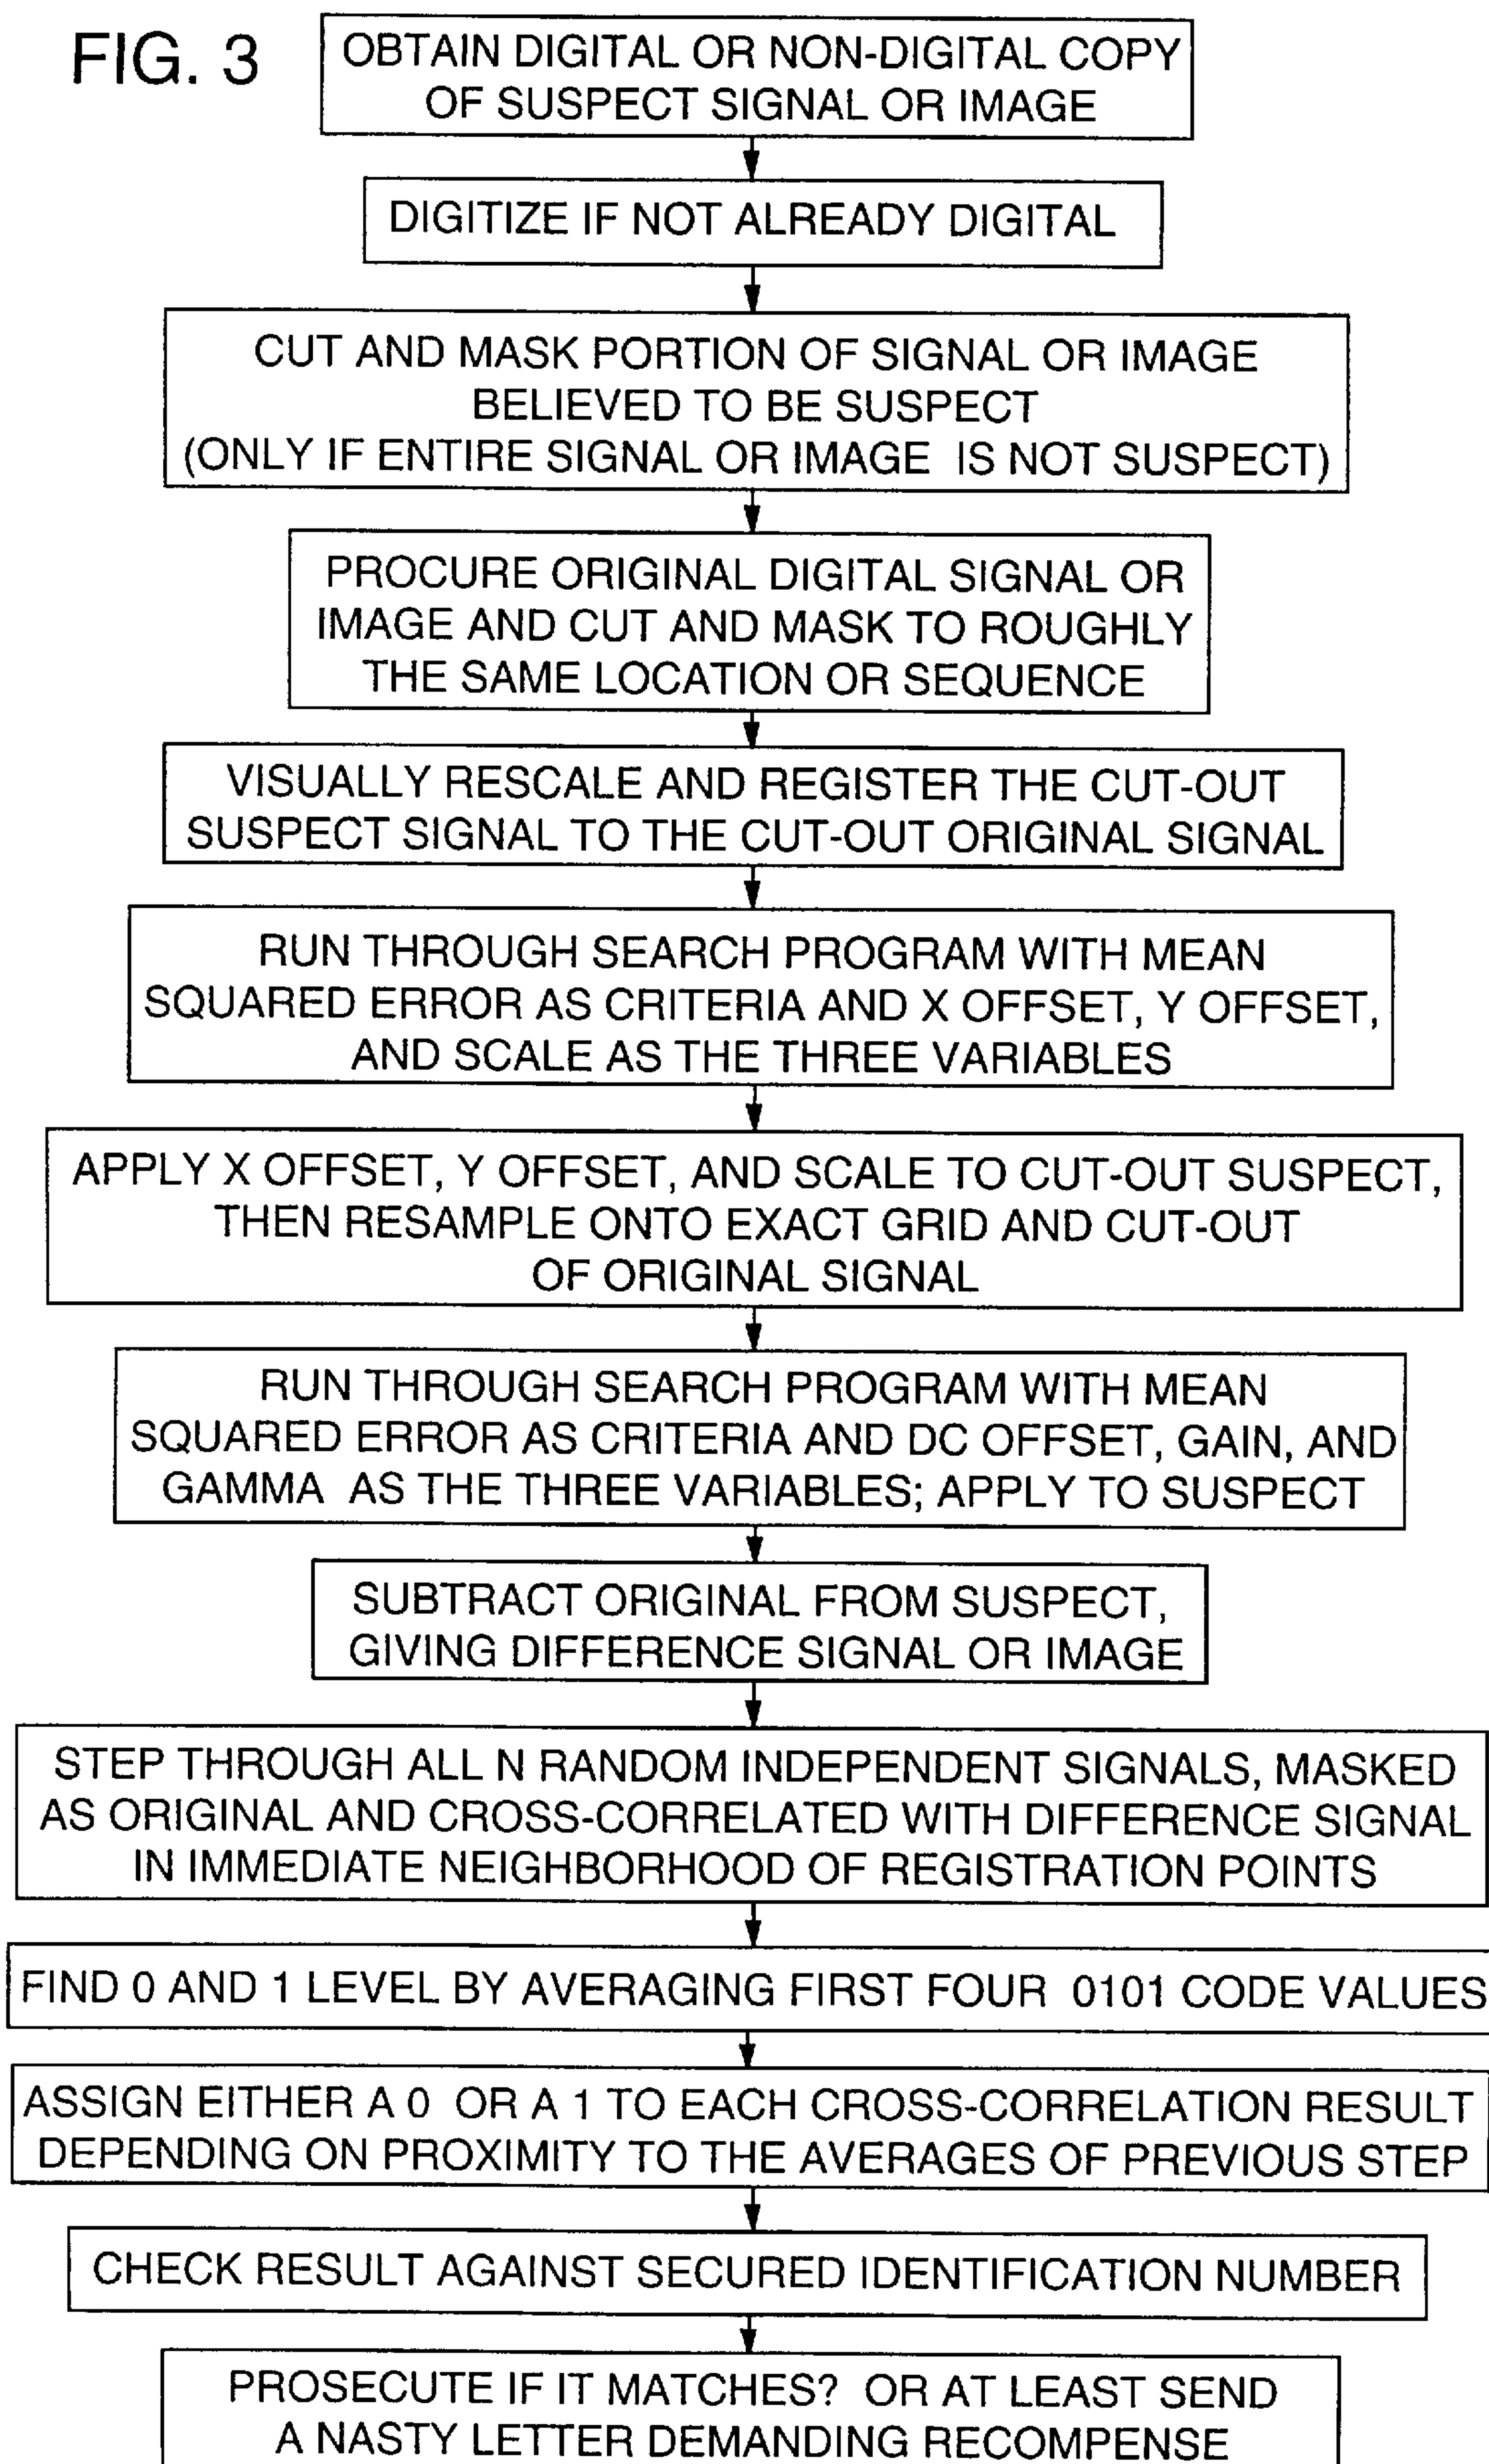 FIG. 3
OBTAIN DIGITAL OR NON-DIGITAL COPY
OF SUSPECT SIGNAL OR IMAGE
DIGITIZE IF NOT ALREADY DIGITAL
CUT AND MASK PORTION OF SIGNAL OR IMAGE
BELIEVED TO BE SUSPECT
(ONLY IF ENTIRE SIGNAL OR IMAGE IS NOT SUSPECT)
PROCURE ORIGINAL DIGITAL SIGNAL OR
IMAGE AND CUT AND MASK TO ROUGHLY
THE SAME LOCATION OR SEQUENCE
VISUALLY RESCALE AND REGISTER THE CUT-OUT
SUSPECT SIGNAL TO THE CUT-OUT ORIGINAL SIGNAL
RUN THROUGH SEARCH PROGRAM WITH MEAN
SQUARED ERROR AS CRITERIA AND X OFFSET, Y OFFSET,
AND SCALE AS THE THREE VARIABLES
APPLY X OFFSET, Y OFFSET, AND SCALE TO CUT-OUT SUSPECT,
THEN RESAMPLE ONTO EXACT GRID AND CUT-OUT
OF ORIGINAL SIGNAL
RUN THROUGH SEARCH PROGRAM WITH MEAN
SQUARED ERROR AS CRITERIA AND DC OFFSET, GAIN, AND
GAMMA AS THE THREE VARIABLES; APPLY TO SUSPECT
SUBTRACT ORIGINAL FROM SUSPECT,
GIVING DIFFERENCE SIGNAL OR IMAGE
STEP THROUGH ALL N RANDOM INDEPENDENT SIGNALS, MASKED
AS ORIGINAL AND CROSS-CORRELATED WITH DIFFERENCE SIGNAL
IN IMMEDIATE NEIGHBORHOOD OF REGISTRATION POINTS
FIND 0 AND 1 LEVEL BY AVERAGING FIRST FOUR 0101 CODE VALUES
ASSIGN EITHER A 0 OR A 1 TO EACH CROSS-CORRELATION RESULT
DEPENDING ON PROXIMITY TO THE AVERAGES OF PREVIOUS STEP
CHECK RESULT AGAINST SECURED IDENTIFICATION NUMBER
PROSECUTE IF IT MATCHES? OR AT LEAST SEND
A NASTY LETTER DEMANDING RECOMPENSE